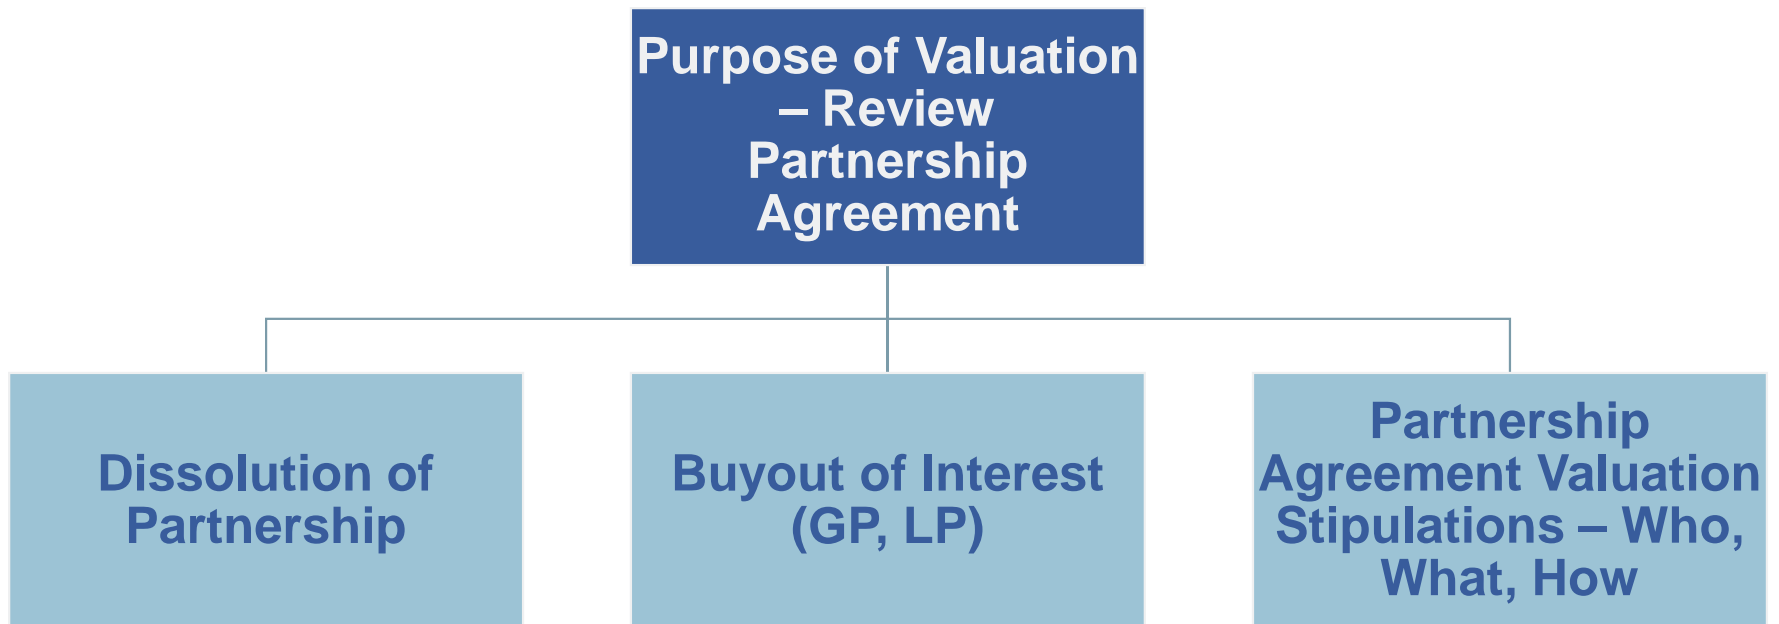 Purpose of Valuation
– Review
Partnership
Agreement
Dissolution of
Partnership
Buyout of Interest
(GP, LP)
Partnership
Agreement Valuation
Stipulations – Who,
What, How